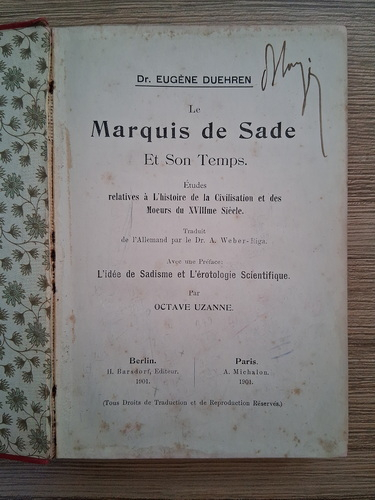 Dr. EUGÈNE DUEHREN
Le
Marquis de Sade
Et Son Temps.
Études
relatives à L'histoire de la Civilisation et des
Moeurs du XVIIIme Siécle.
Traduit
de l'Allemand par le Dr. A. Weber-Riga.
Avec une Préface:
L'idée de Sadisme et L'érotologie Scientifique.
Par
OCTAVE UZANNE.
Berlin. Paris.
H. Barsdorf, Editeur. A. Michalon.
1901. 1901.
(Tous Droits de Traduction et de Reproduction Réservés.)